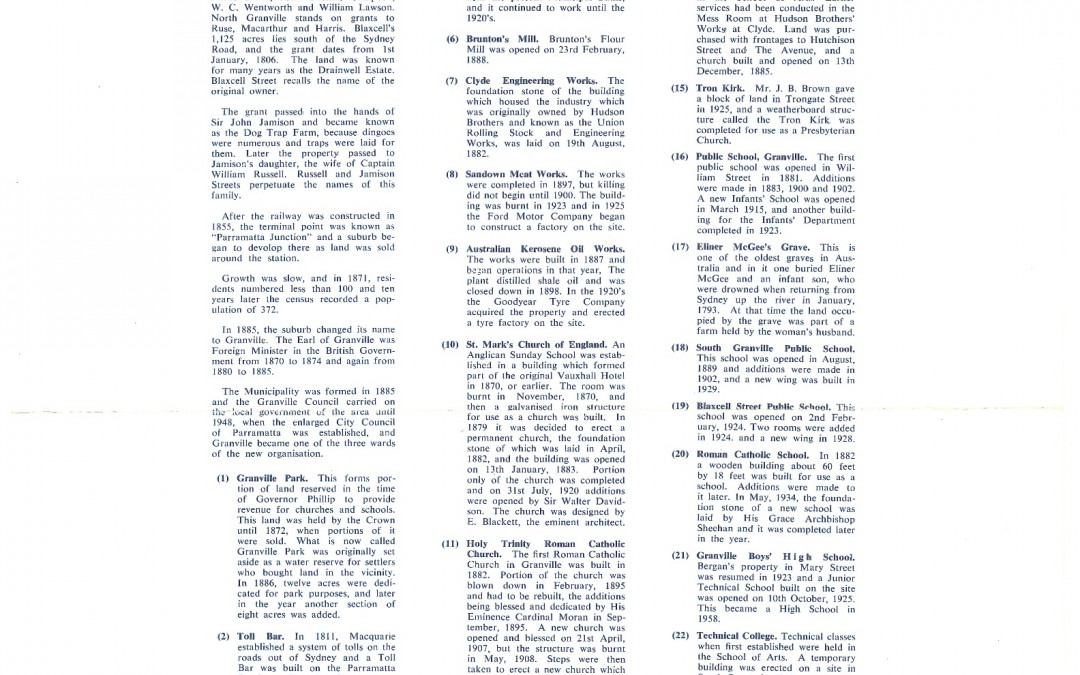 W. C. Wentworth and William Lawson.
North Granville stands on grants to
Ruse, Macarthur and Harris. Blaxcell's
1,125 acres lies south of the Sydney
Road, and the grant dates from 1st
January, 1806. The land was known
for many years as the Drainwell Estate.
Blaxcell Street recalls the name of the
original owner.
The grant passed into the hands of
Sir John Jamison and became known
as the Dog Trap Farm, because dingoes
were numerous and traps were laid for
them. Later the property passed to
Jamison's daughter, the wife of Captain
William Russell. Russell and Jamison
Streets perpetuate the names of this
family.
After the railway was constructed in
1855, the terminal point was known as
"Parramatta Junction" and a suburb be-
gan to devolop there as land was sold
around the station.
Growth was slow, and in 1871, resi-
dents numbered less than 100 and ten
years later the census recorded a pop-
ulation of 372.
In 1885, the suburb changed its name
to Granville. The Earl of Granville was
Foreign Minister in the British Govern-
ment from 1870 to 1874 and again from
1880 to 1885.
The Municipality was formed in 1885
and the Granville Council carried on
the local government of the area until
1948, when the enlarged City Council
of Parramatta was established, and
Granville became one of the three wards
of the new organisation.
(1) Granville Park. This forms por-
tion of land reserved in the time
of Governor Phillip to provide
revenue for churches and schools.
This land was held by the Crown
until 1872, when portions of it
were sold. What is now called
Granville Park was originally set
aside as a water reserve for settlers
who bought land in the vicinity.
In 1886, twelve acres were dedi-
cated for park purposes, and later
in the year another section of
eight acres was added.
(2) Toll Bar. In 1811, Macquarie
established a system of tolls on the
roads out of Sydney and a Toll
Bar was built on the Parramatta
and it continued to work until the
1920's.
(6) Brunton's Mill. Brunton's Flour
Mill was opened on 23rd February,
1888.
(7) Clyde Engineering Works. The
foundation stone of the building
which housed the industry which
was originally owned by Hudson
Brothers and known as the Union
Rolling Stock and Engineering
Works, was laid on 19th August,
1882.
(8) Sandown Meat Works. The works
were completed in 1897, but killing
did not begin until 1900. The build-
ing was burnt in 1923 and in 1925
the Ford Motor Company began
to construct a factory on the site.
(9) Australian Kerosene Oil Works.
The works were built in 1887 and
began operations in that year, The
plant distilled shale oil and was
closed down in 1898. In the 1920's
the Goodyear Tyre Company
acquired the property and erected
a tyre factory on the site.
(10) St. Mark's Church of England. An
Anglican Sunday School was estab-
lished in a building which formed
part of the original Vauxhall Hotel
in 1870, or earlier. The room was
burnt in November, 1870, and
then a galvanised iron structure
for use as a church was built. In
1879 it was decided to erect a
permanent church, the foundation
stone of which was laid in April,
1882, and the building was opened
on 13th January, 1883. Portion
only of the church was completed
and on 31st July, 1920 additions
were opened by Sir Walter David-
son. The church was designed by
E. Blackett, the eminent architect.
(11) Holy Trinity Roman Catholic
Church. The first Roman Catholic
Church in Granville was built in
1882. Portion of the church was
blown down in February, 1895
and had to be rebuilt, the additions
being blessed and dedicated by His
Eminence Cardinal Moran in Sep-
tember, 1895. A new church was
opened and blessed on 21st April,
1907, but the structure was burnt
in May, 1908. Steps were then
taken to erect a new church which
services had been conducted in the
Mess Room at Hudson Brothers'
Works at Clyde. Land was pur-
chased with frontages to Hutchison
Street and The Avenue, and a
church built and opened on 13th
December, 1885.
(15) Tron Kirk. Mr. J. B. Brown gave
a block of land in Trongate Street
in 1925, and a weatherboard struc-
ture called the Tron Kirk was
completed for use as a Presbyterian
Church.
(16) Public School, Granville. The first
public school was opened in Wil-
liam Street in 1881. Additions
were made in 1883, 1900 and 1902.
A new Infants' School was opened
in March 1915, and another build-
ing for the Infants' Department
completed in 1923.
(17) Eliner McGee's Grave. This is
one of the oldest graves in Aus-
tralia and in it one buried Eliner
McGee and an infant son, who
were drowned when returning from
Sydney up the river in January,
1793. At that time the land occu-
pied by the grave was part of a
farm held by the woman's husband.
(18) South Granville Public School.
This school was opened in August,
1889 and additions were made in
1902, and a new wing was built in
1929.
(19) Blaxcell Street Public School. This
school was opened on 2nd Febr-
uary, 1924. Two rooms were added
in 1924. and a new wing in 1928.
(20) Roman Catholic School. In 1882
a wooden building about 60 feet
by 18 feet was built for use as a
school. Additions were made to
it later. In May, 1934, the founda-
tion stone of a new school was
laid by His Grace Archbishop
Sheehan and it was completed later
in the year.
(21) Granville Boys' High School.
Bergan's property in Mary Street
was resumed in 1923 and a Junior
Technical School built on the site
was opened on 10th October, 1925.
This became a High School in
1958.
(22) Technical College. Technical classes
when first established were held in
the School of Arts. A temporary
building was erected on a site in